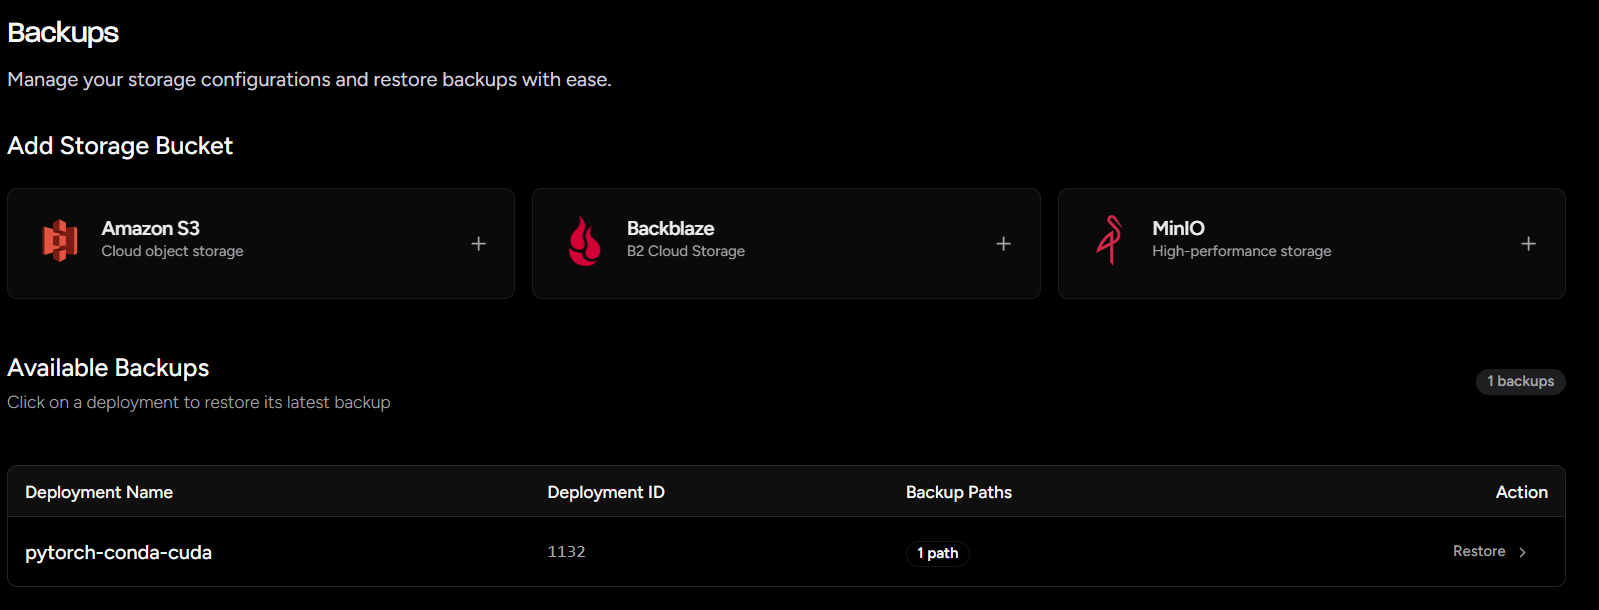 Backups
Manage your storage configurations and restore backups with ease.
Add Storage Bucket
Amazon S3
Cloud object storage
Backblaze
B2 Cloud Storage
MinIO
High-performance storage
Available Backups
Click on a deployment to restore its latest backup
1 backups
Deployment Name Deployment ID Backup Paths Action
pytorch-conda-cuda 1132 1 path Restore